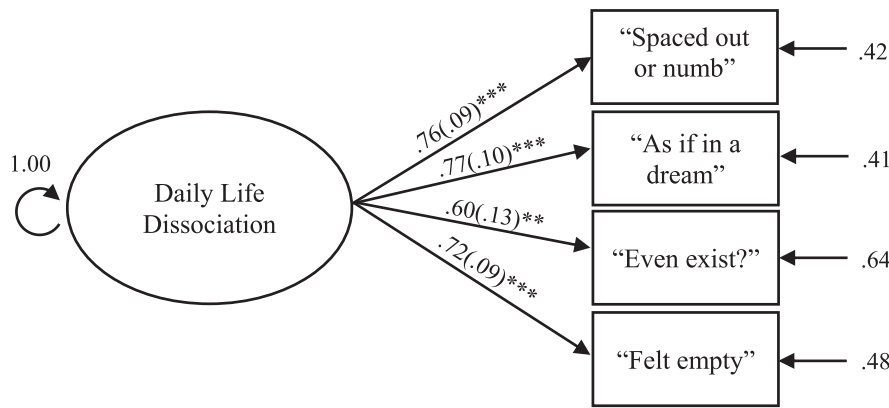 “Spaced out
or numb”
.42
.76(.09)***
1.00
“As if in a
dream”
.41
.77(.10)***
Daily Life
Dissociation
.60(.13)**
“Even exist?”
.64
.72(.09)***
“Felt empty”
.48